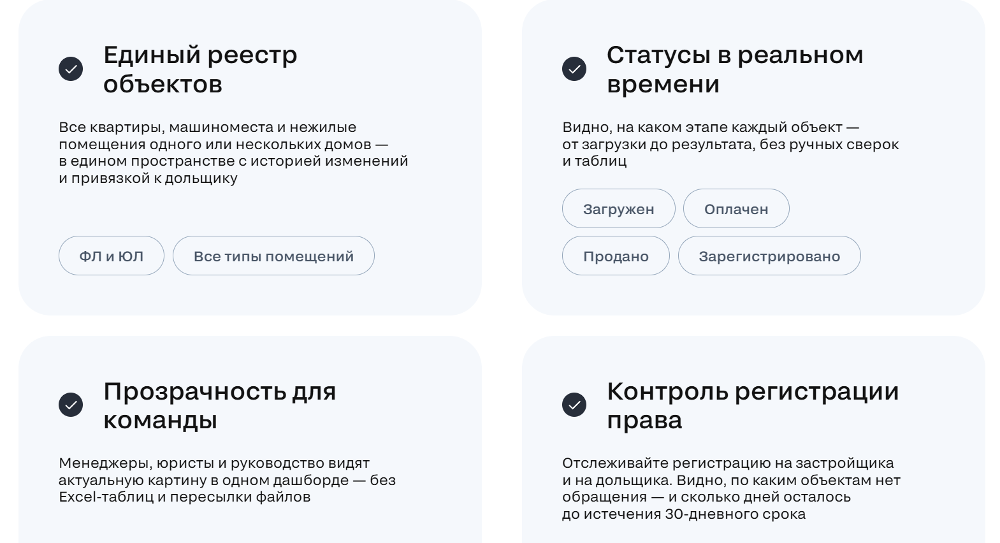 Единый реестр
объектов
Все квартиры, машиноместа и нежилые
помещения одного или нескольких домов —
в едином пространстве с историей изменений
и привязкой к дольщику
ФЛ и ЮЛ
Все типы помещений
Статусы в реальном
времени
Видно, на каком этапе каждый объект —
от загрузки до результата, без ручных сверок
и таблиц
Загружен
Оплачен
Продано
Зарегистрировано
Прозрачность для
команды
Менеджеры, юристы и руководство видят
актуальную картину в одном дашборде — без
Excel-таблиц и пересылки файлов
Контроль регистрации
права
Отслеживайте регистрацию на застройщика
и на дольщика. Видно, по каким объектам нет
обращения — и сколько дней осталось
до истечения 30-дневного срока